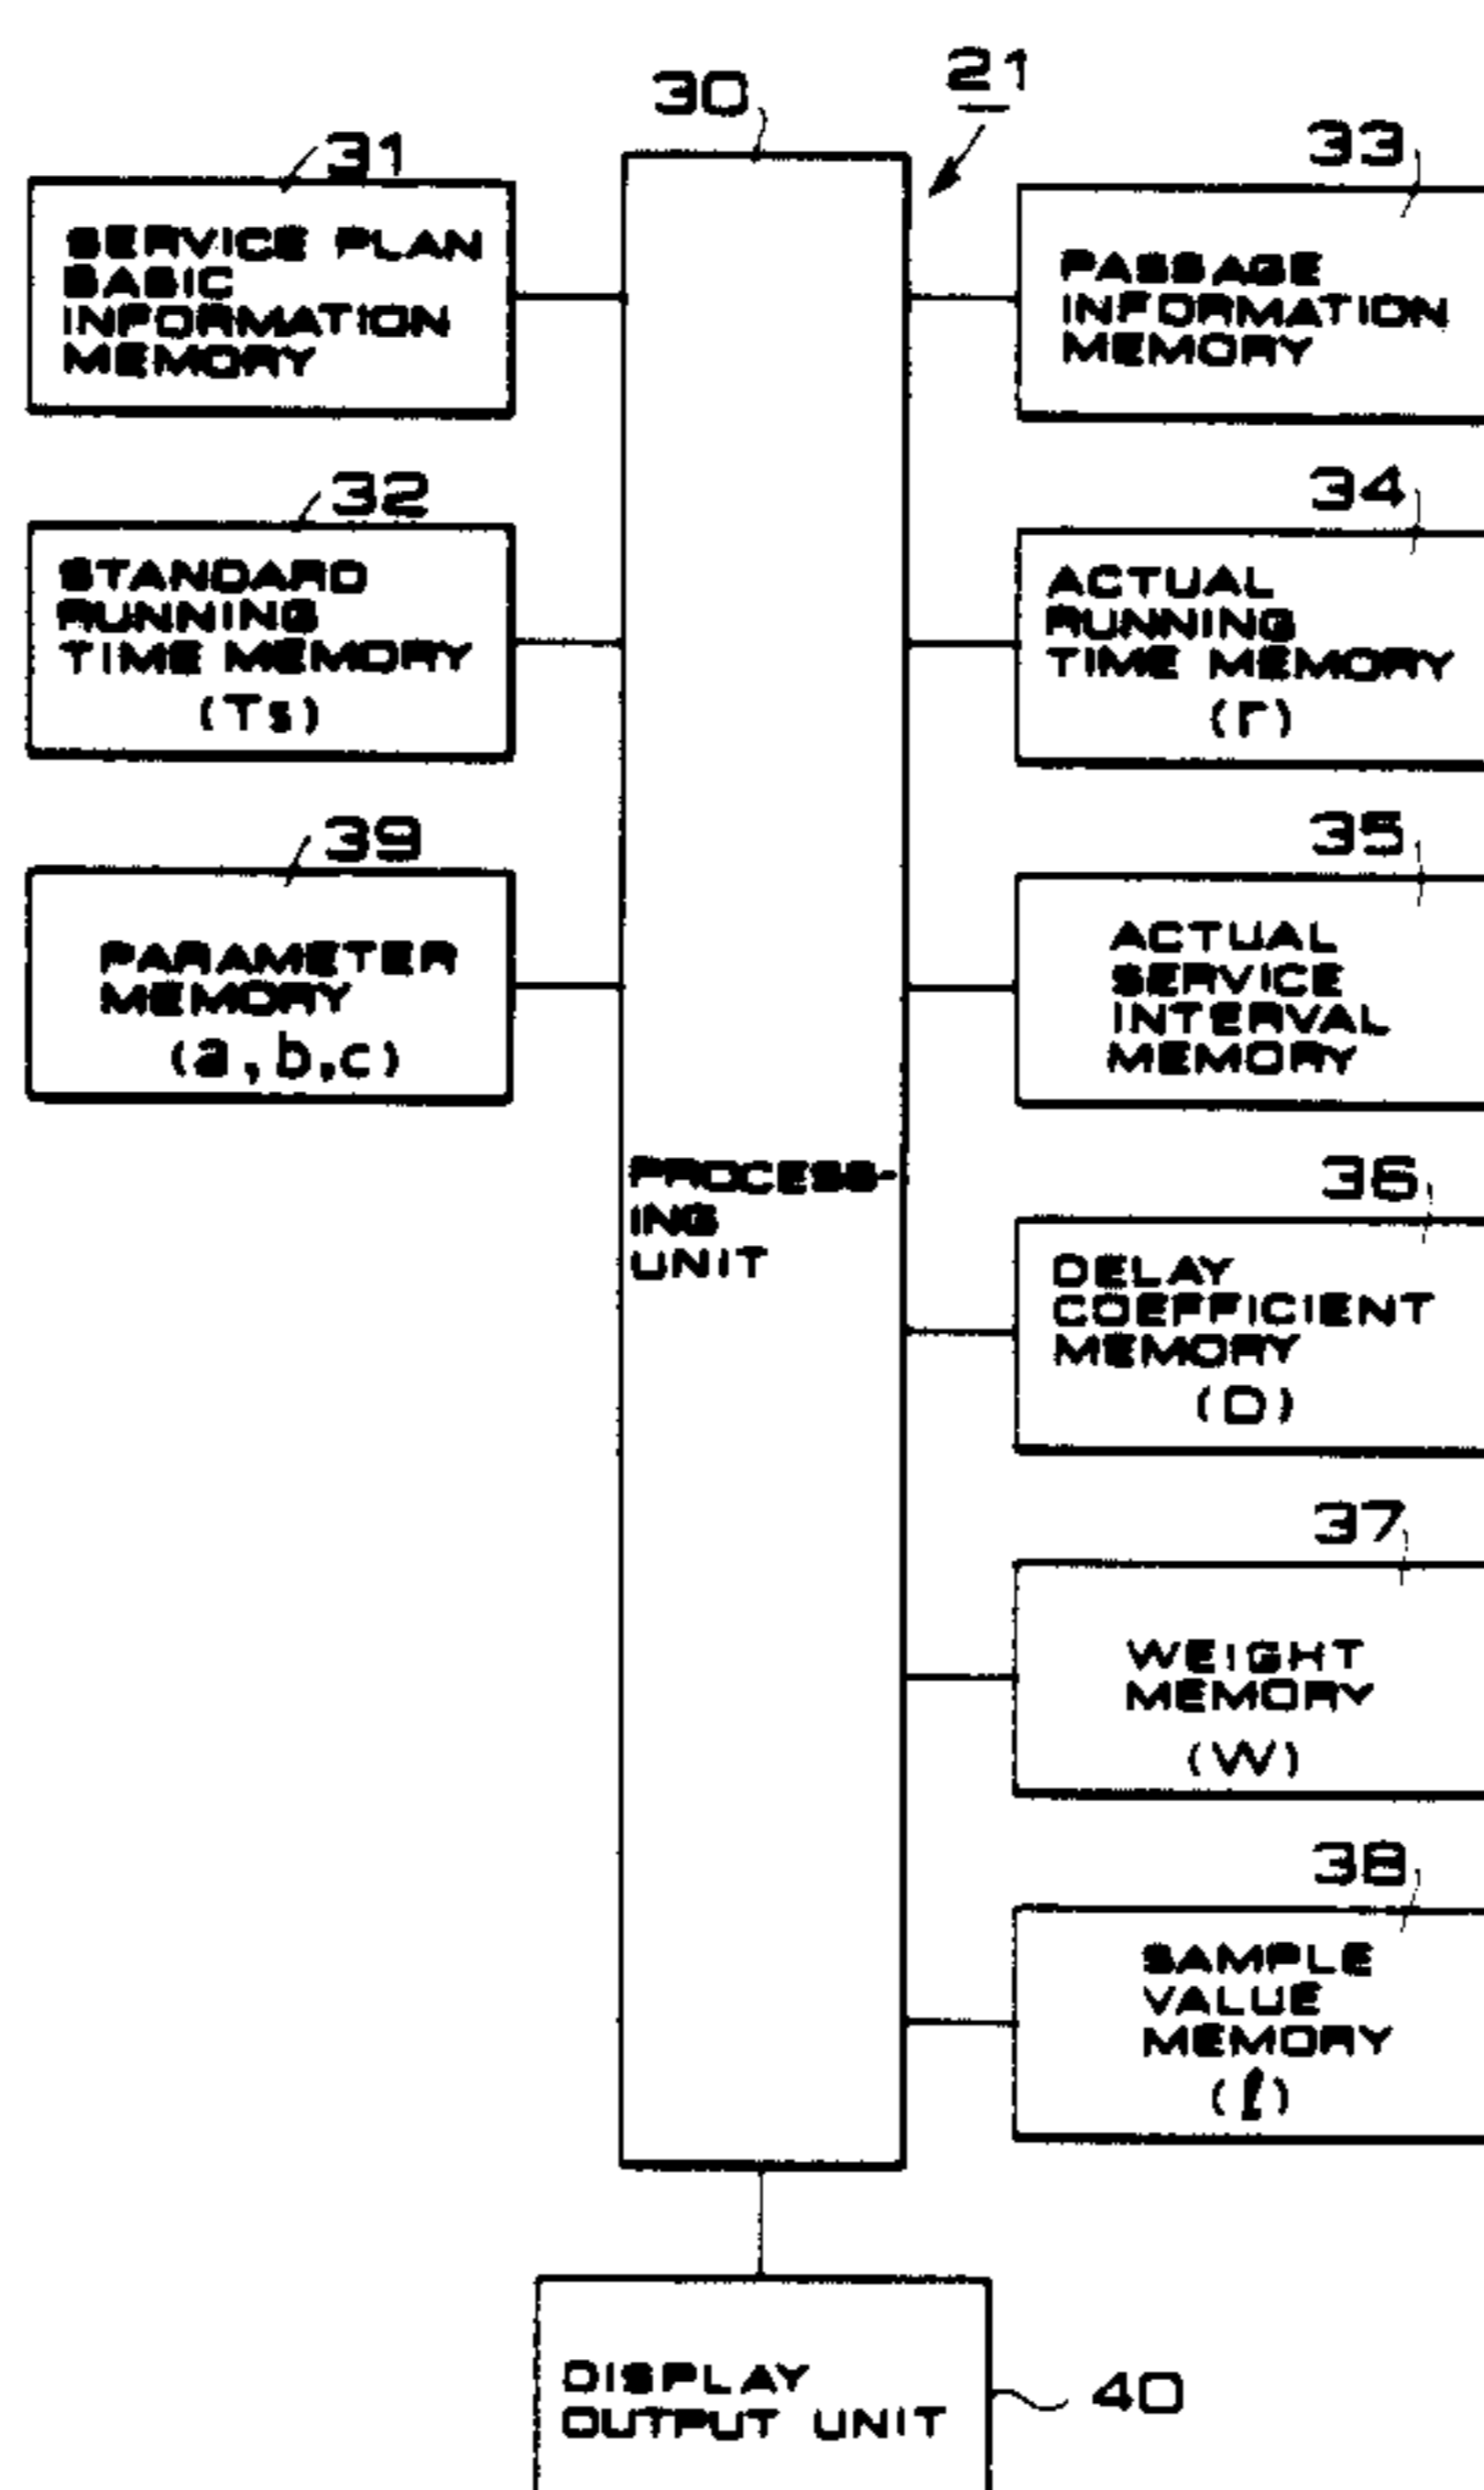 30
21
31
SERVICE PLAN
BASIC
INFORMATION
MEMORY
32
STANDARD
RUNNING
TIME MEMORY
(Ts)
39
PARAMETER
MEMORY
(a,b,c)
PROCESS-
ING
UNIT
33
PASSAGE
INFORMATION
MEMORY
34
ACTUAL
RUNNING
TIME MEMORY
(r)
35
ACTUAL
SERVICE
INTERVAL
MEMORY
36
DELAY
COEFFICIENT
MEMORY
(D)
37
WEIGHT
MEMORY
(W)
38
SAMPLE
VALUE
MEMORY
(ℓ)
DISPLAY
OUTPUT UNIT
40